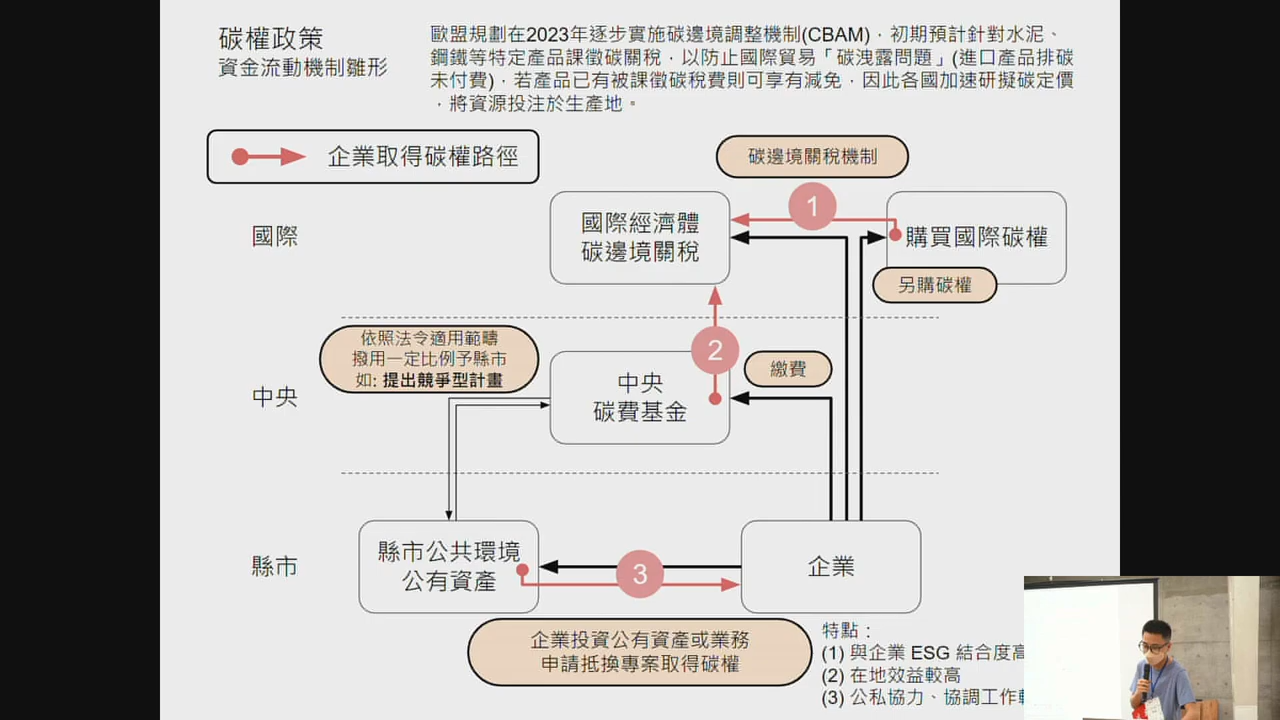 碳權政策
資金流動機制雛形
歐盟規劃在2023年逐步實施碳邊境調整機制(CBAM)，初期預計針對水泥、
鋼鐵等特定產品課徵碳關稅，以防止國際貿易「碳洩露問題」(進口產品排碳
未付費)，若產品已有被課徵碳稅費則可享有減免，因此各國加速研擬碳定價
，將資源投注於生產地。
企業取得碳權路徑
碳邊境關稅機制
國際
國際經濟體
碳邊境關稅
1
購買國際碳權
另購碳權
依照法令適用範疇
撥用一定比例予縣市
如: 提出競爭型計畫
中央
中央
碳費基金
2
繳費
縣市
縣市公共環境
公有資產
3
企業
企業投資公有資產或業務
申請抵換專案取得碳權
特點：
(1) 與企業 ESG 結合度高
(2) 在地效益較高
(3) 公私協力、協調工作